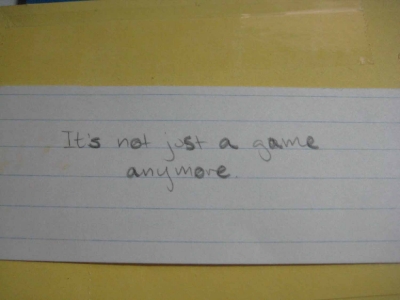 It's not just a game
anymore.